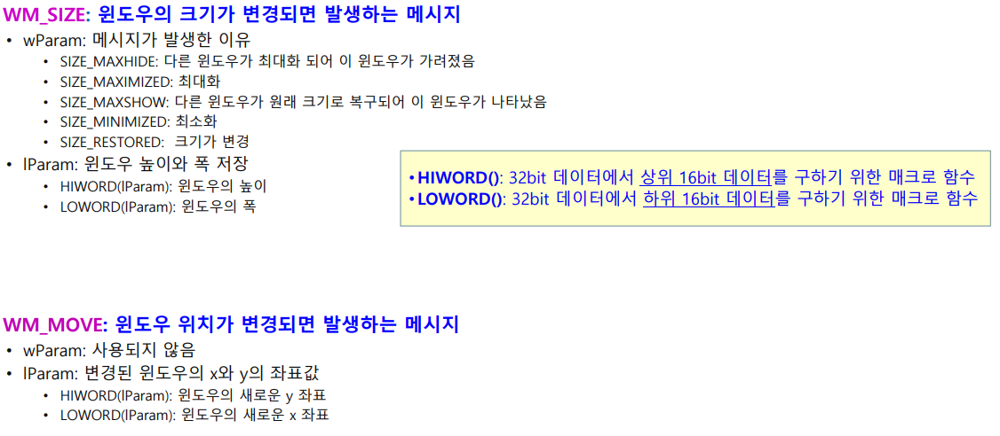 WM_SIZE: 윈도우의 크기가 변경되면 발생하는 메시지
• wParam: 메시지가 발생한 이유
• SIZE_MAXHIDE: 다른 윈도우가 최대화 되어 이 윈도우가 가려졌음
• SIZE_MAXIMIZED: 최대화
• SIZE_MAXSHOW: 다른 윈도우가 원래 크기로 복구되어 이 윈도우가 나타났음
• SIZE_MINIMIZED: 최소화
• SIZE_RESTORED: 크기가 변경
• lParam: 윈도우 높이와 폭 저장
• HIWORD(lParam): 윈도우의 높이
• LOWORD(lParam): 윈도우의 폭
• HIWORD(): 32bit 데이터에서 상위 16bit 데이터를 구하기 위한 매크로 함수
• LOWORD(): 32bit 데이터에서 하위 16bit 데이터를 구하기 위한 매크로 함수
WM_MOVE: 윈도우 위치가 변경되면 발생하는 메시지
• wParam: 사용되지 않음
• lParam: 변경된 윈도우의 x와 y의 좌표값
• HIWORD(lParam): 윈도우의 새로운 y 좌표
• LOWORD(lParam): 윈도우의 새로운 x 좌표